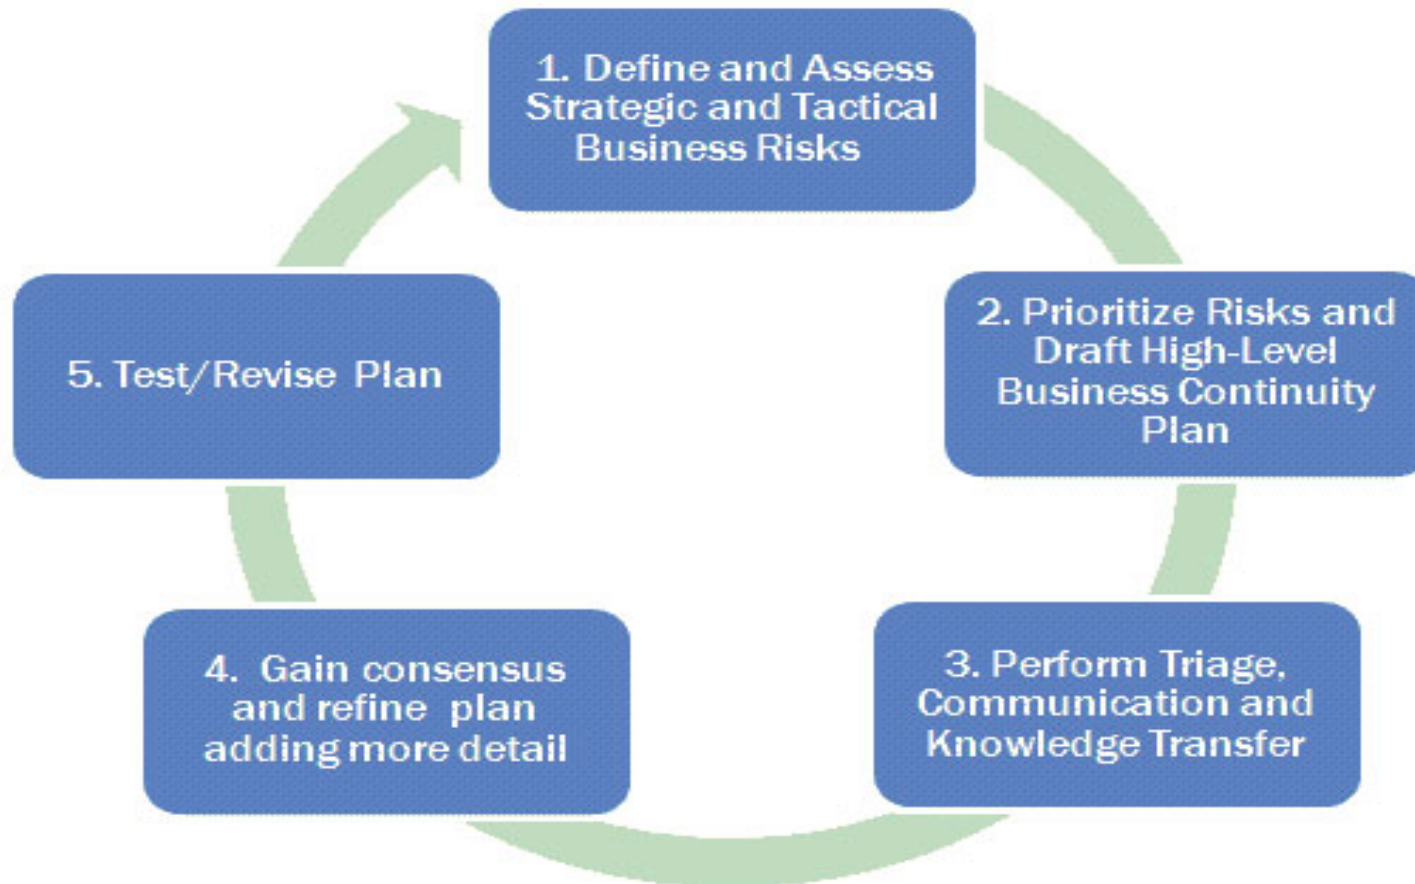 1. Define and Assess
Strategic and Tactical
Business Risks
2. Prioritize Risks and
Draft High-Level
Business Continuity
Plan
3. Perform Triage,
Communication and
Knowledge Transfer
4. Gain consensus
and refine plan
adding more detail
5. Test/Revise Plan